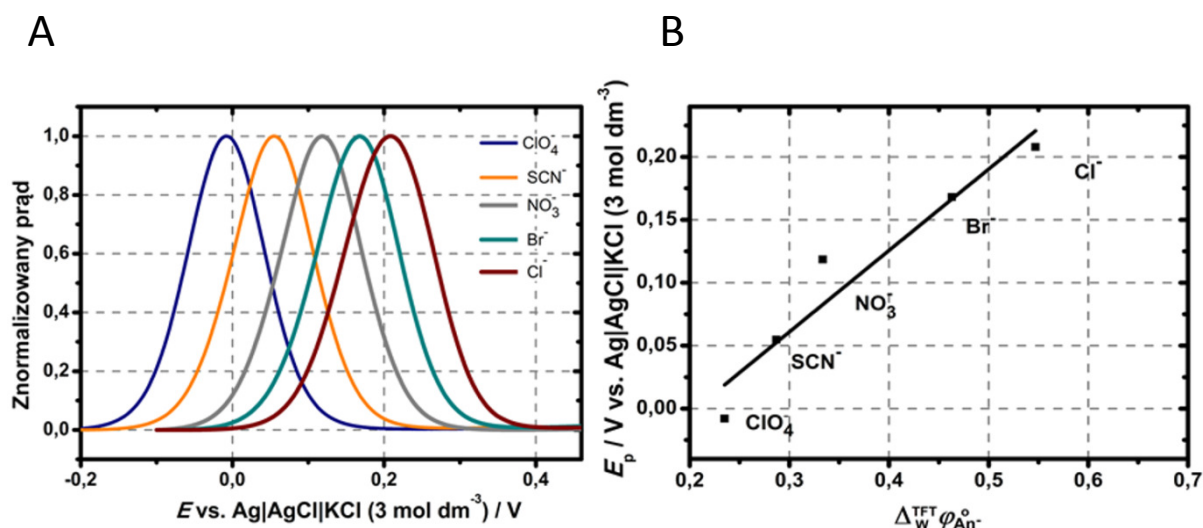 A
Znormalizowany prąd
1,0
0,8
0,6
0,4
0,2
0,0
ClO₄
SCN⁻
NO₃⁻
Br⁻
Cl⁻
-0,2
0,0
0,2
0,4
E vs. Ag|AgCl|KCl (3 mol dm⁻³) / V
B
Eₚ / V vs. Ag|AgCl|KCl (3 mol dm⁻³)
0,20
0,15
0,10
0,05
0,00
Cl⁻
Br⁻
NO₃⁻
SCN⁻
ClO₄
0,2
0,3
0,4
0,5
0,6
0,7
Δ_W^TFT φ°_An⁻